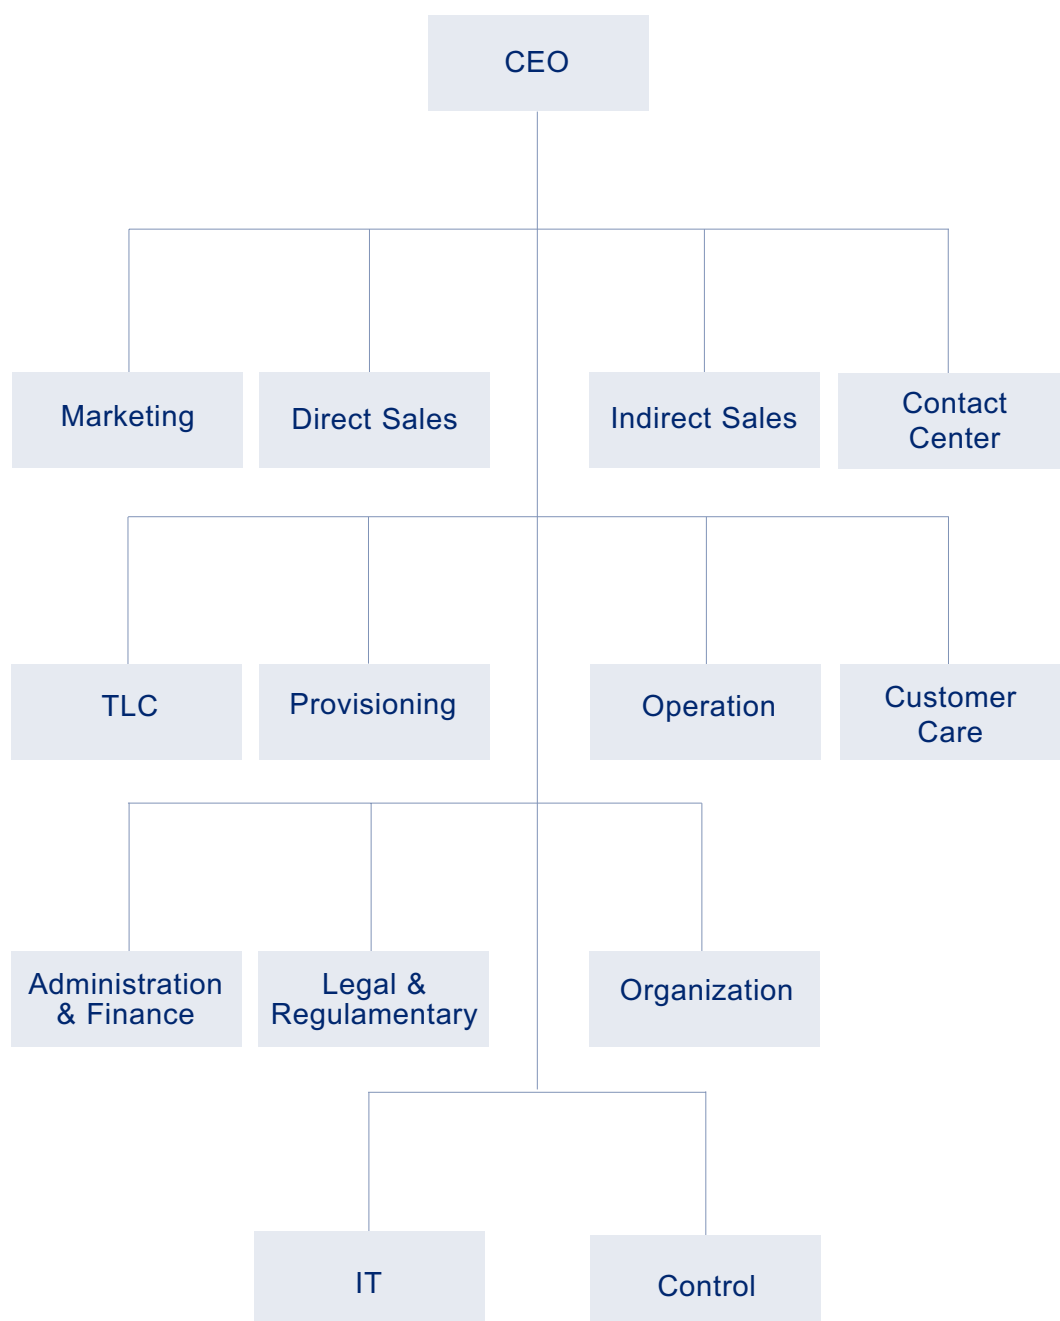 CEO
Marketing
Direct Sales
Indirect Sales
Contact
Center
TLC
Provisioning
Operation
Customer
Care
Administration
& Finance
Legal &
Regulamentary
Organization
IT
Control